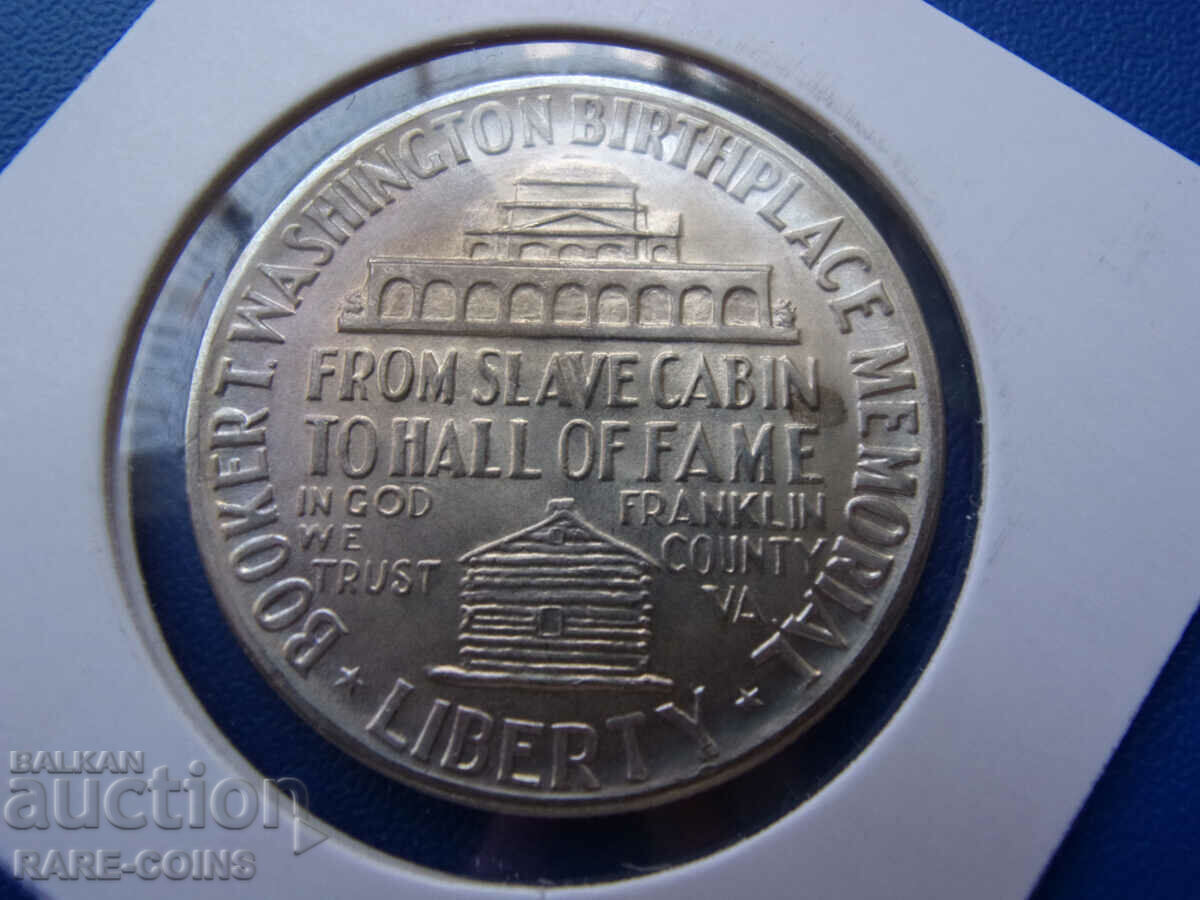 BOOKER T. WASHINGTON BIRTHPLACE MEMORIAL
FROM SLAVE CABIN
TO HALL OF FAME
IN GOD
WE
TRUST
FRANKLIN
COUNTY
VA.
LIBERTY
BALKAN
auction
RARE-COINS